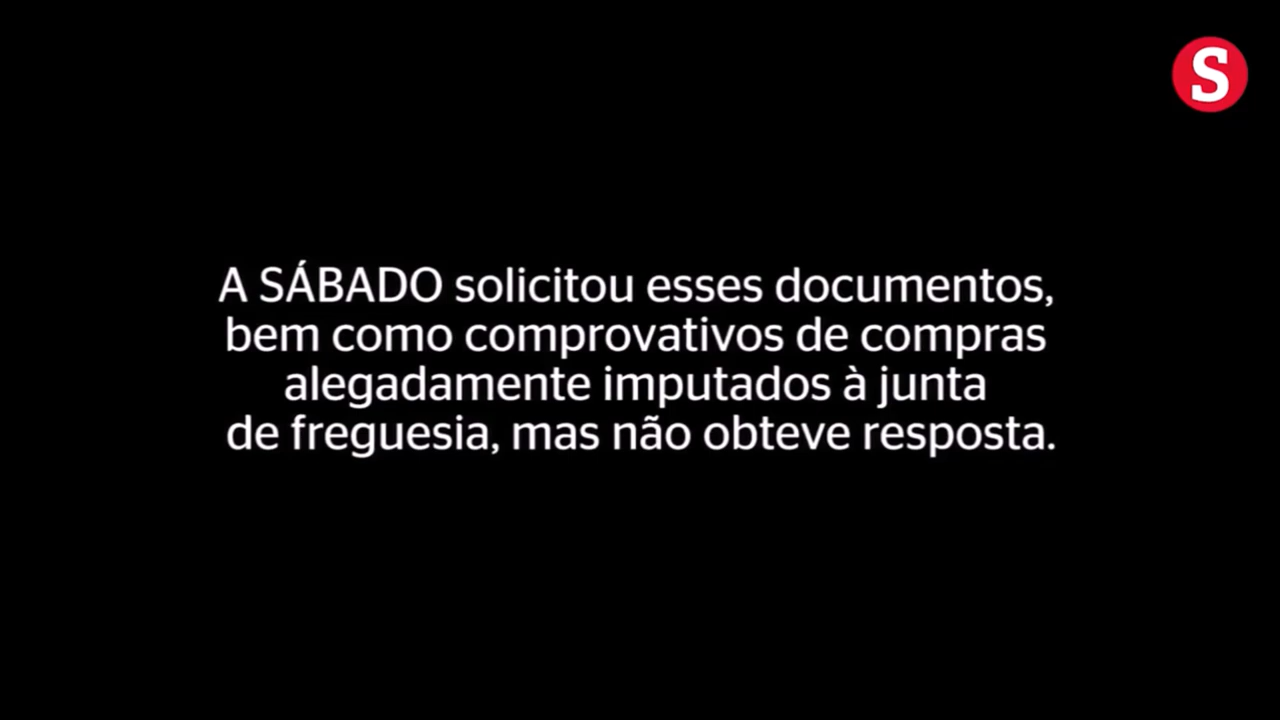 S
A SÁBADO solicitou esses documentos,
bem como comprovativos de compras
alegadamente imputados à junta
de freguesia, mas não obteve resposta.